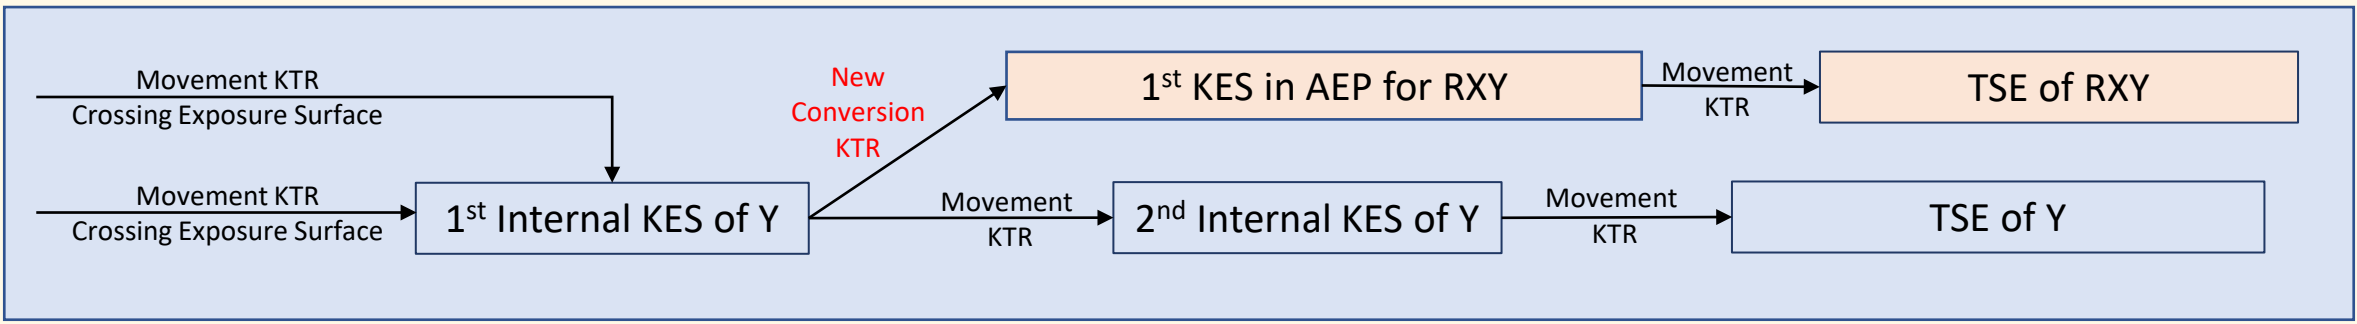 Movement KTR
Crossing Exposure Surface
New
Conversion
KTR
1st KES in AEP for RXY
Movement
KTR
TSE of RXY
Movement KTR
Crossing Exposure Surface
1st Internal KES of Y
Movement
KTR
2nd Internal KES of Y
Movement
KTR
TSE of Y